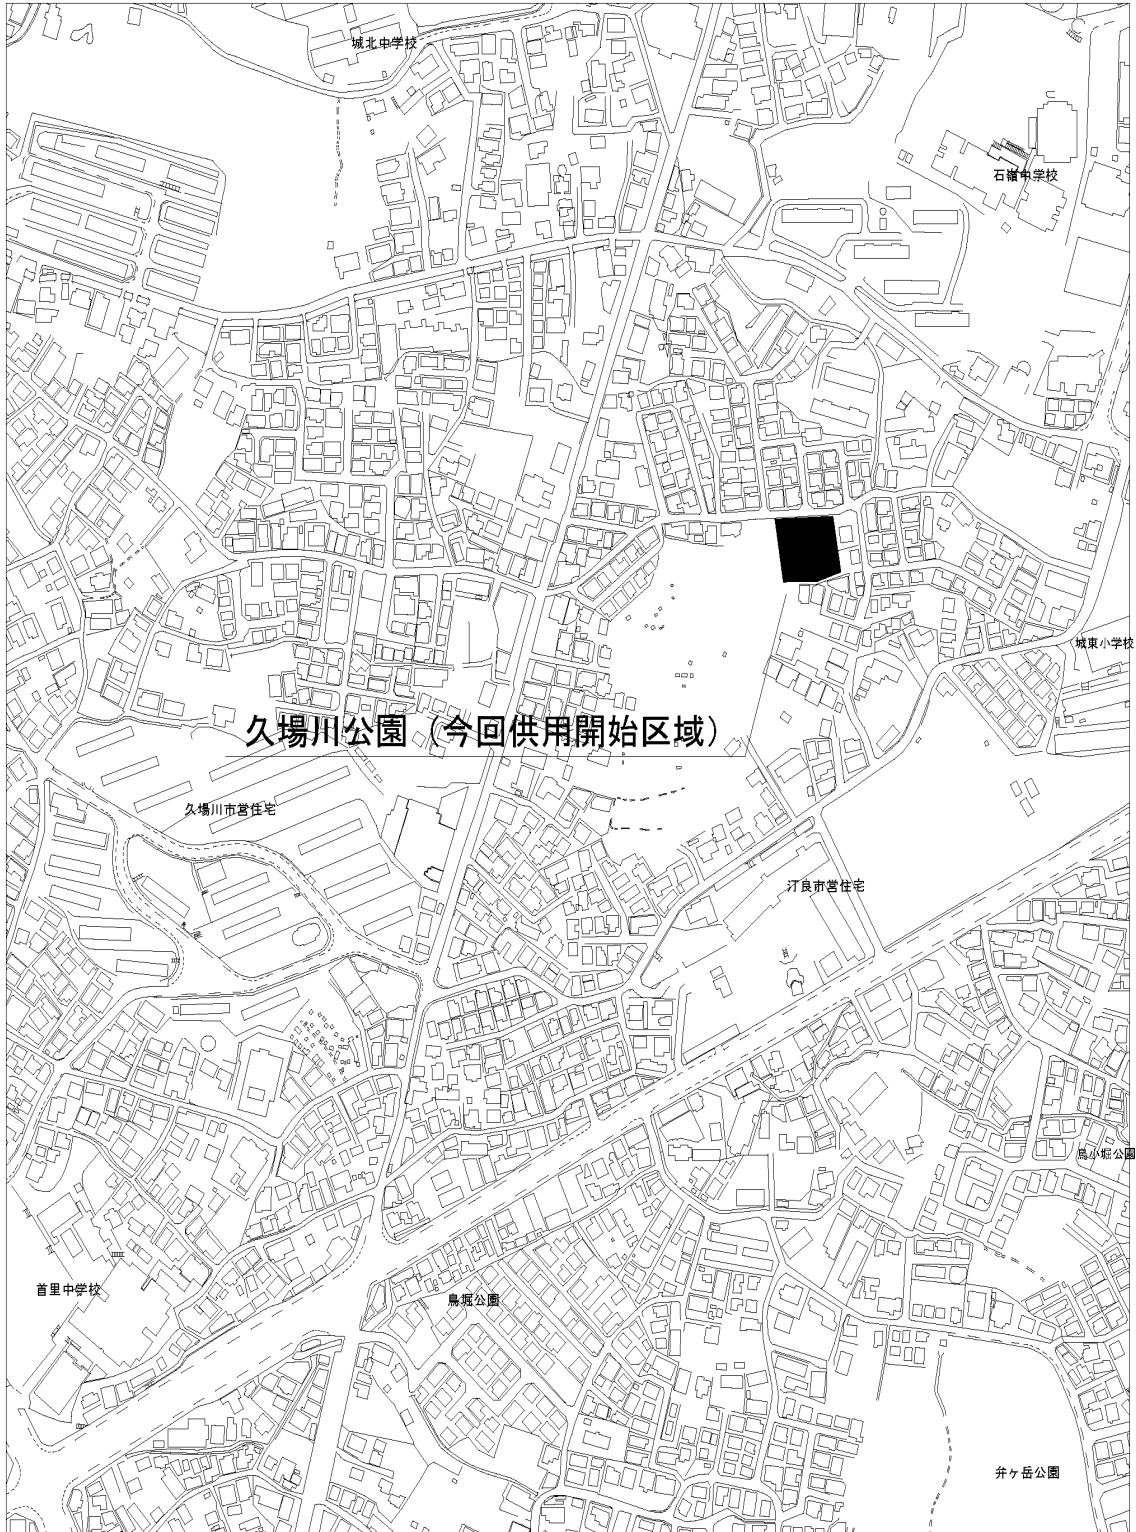 城北中学校
石嶺中学校
城東小学校
久場川公園（今回供用開始区域）
久場川市営住宅
汀良市営住宅
鳥小堀公園
首里中学校
鳥堀公園
弁ヶ岳公園